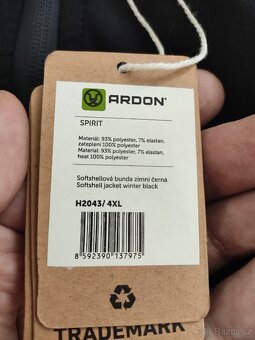 ARDON®
SPIRIT
Materiál: 93% polyester, 7% elastan,
zateplení 100% polyester
Material: 93% polyester, 7% elastan,
heat 100% polyester
Softshellová bunda zimní černá
Softshell jacket winter black
H2043/4XL
8 592390 137975
TRADEMARK